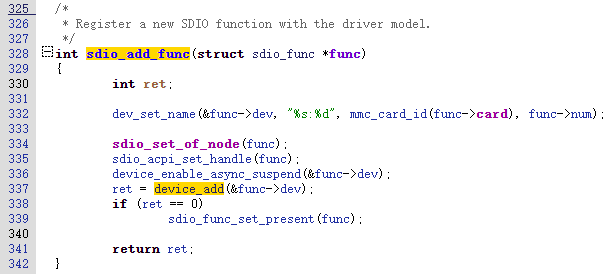 325 /*
326  * Register a new SDIO function with the driver model.
327  */
328 int sdio_add_func(struct sdio_func *func)
329 {
330         int ret;
331
332         dev_set_name(&func->dev, "%s:%d", mmc_card_id(func->card), func->num);
333
334         sdio_set_of_node(func);
335         sdio_acpi_set_handle(func);
336         device_enable_async_suspend(&func->dev);
337         ret = device_add(&func->dev);
338         if (ret == 0)
339                 sdio_func_set_present(func);
340
341         return ret;
342 }